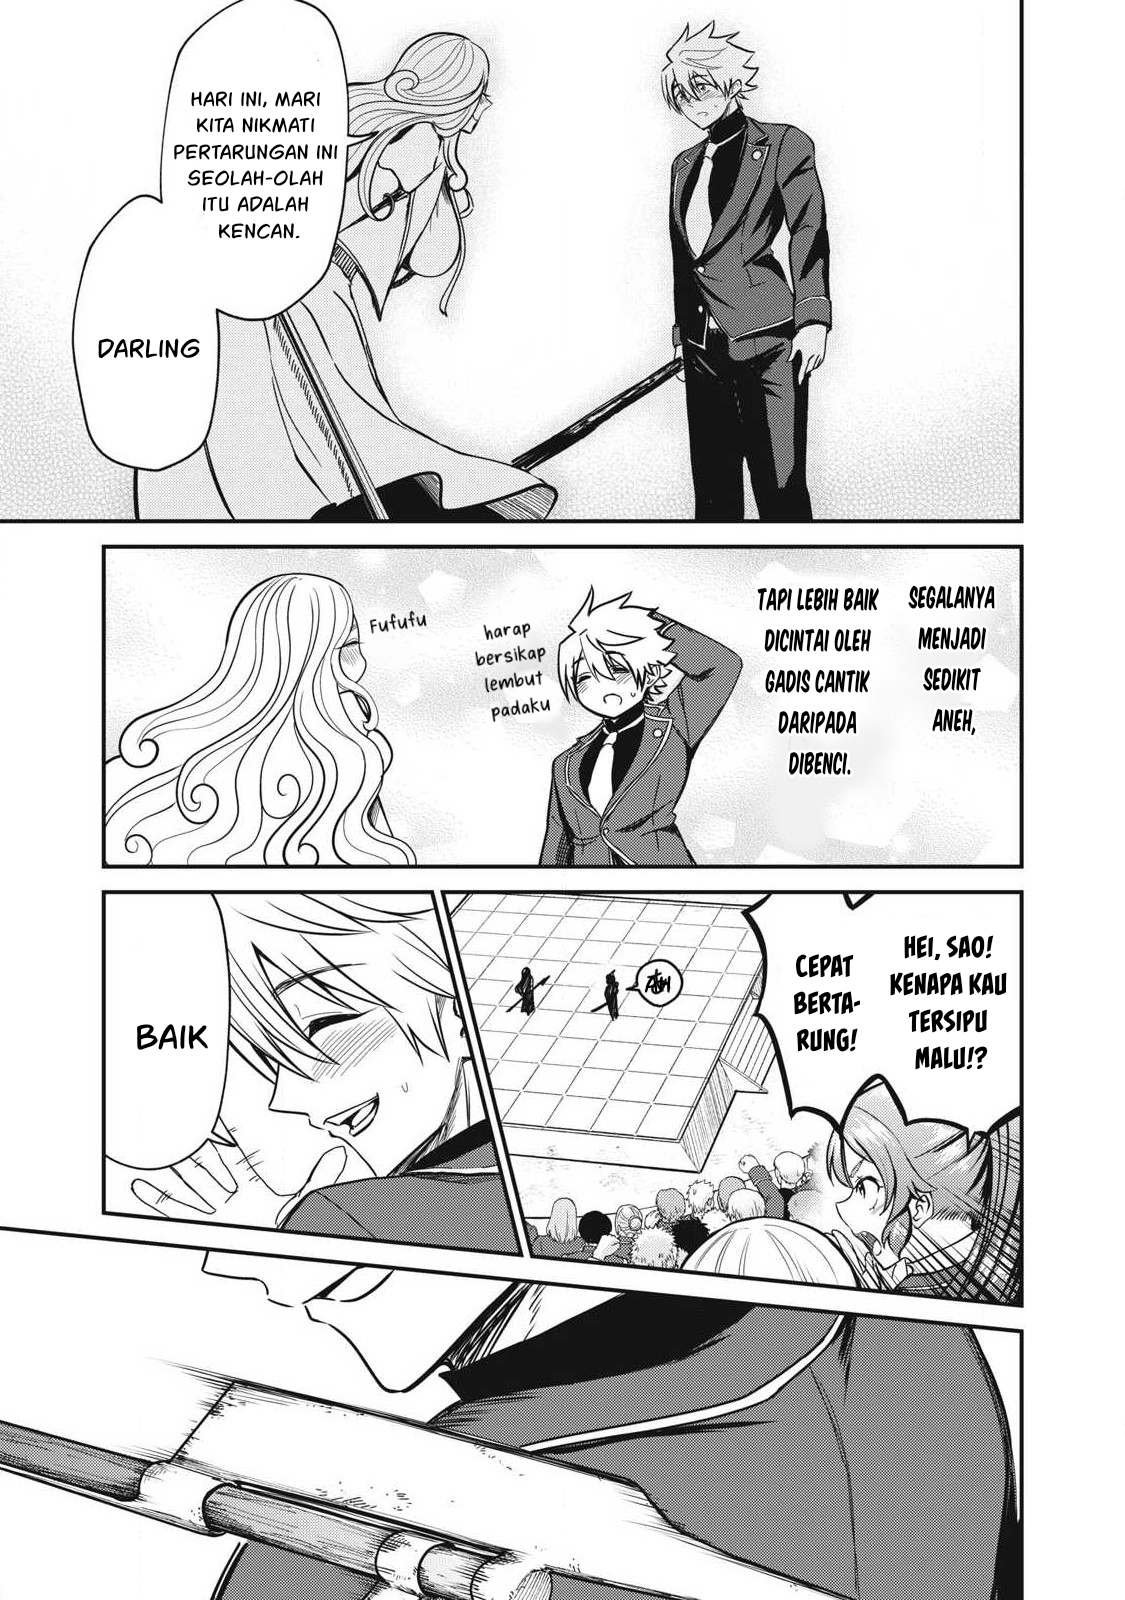 HARI INI, MARI
KITA NIKMATI
PERTARUNGAN INI
SEOLAH-OLAH
ITU ADALAH
KENCAN.
DARLING
SEGALANYA
MENJADI
SEDIKIT
ANEH,
TAPI LEBIH BAIK
DICINTAI OLEH
GADIS CANTIK
DARIPADA
DIBENCI.
harap
bersikap
lembut
padaku
Fufufu
HEI, SAO!
KENAPA KAU
TERSIPU
MALU!?
CEPAT
BERTA-
RUNG!
BAIK